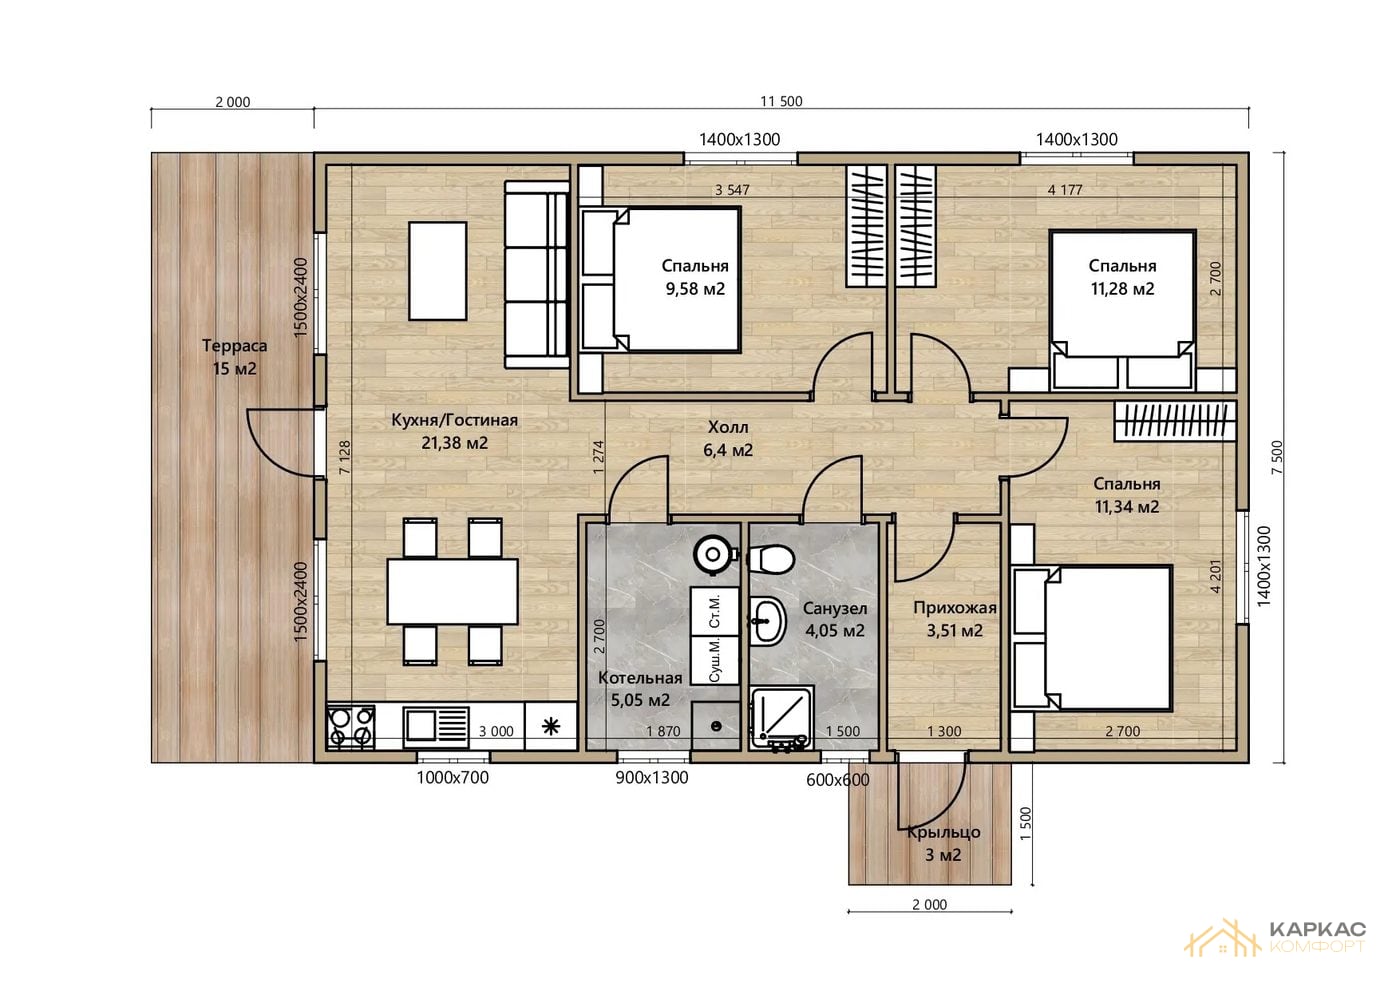 2 000
11 500
1400x1300
1400x1300
3 547
4 177
Спальня
9,58 м2
Спальня
11,28 м2
2 700
1500x2400
Терраса
15 м2
Кухня/Гостиная
21,38 м2
7 128
Холл
6,4 м2
1 274
7 500
Спальня
11,34 м2
4 201
1400x1300
1500x2400
Ст.М.
Суш.М.
2 700
Котельная
5,05 м2
Санузел
4,05 м2
Прихожая
3,51 м2
3 000
1 870
1 500
1 300
2 700
1000x700
900x1300
600x600
Крыльцо
3 м2
1 500
2 000
КАРКАС
КОМФОРТ